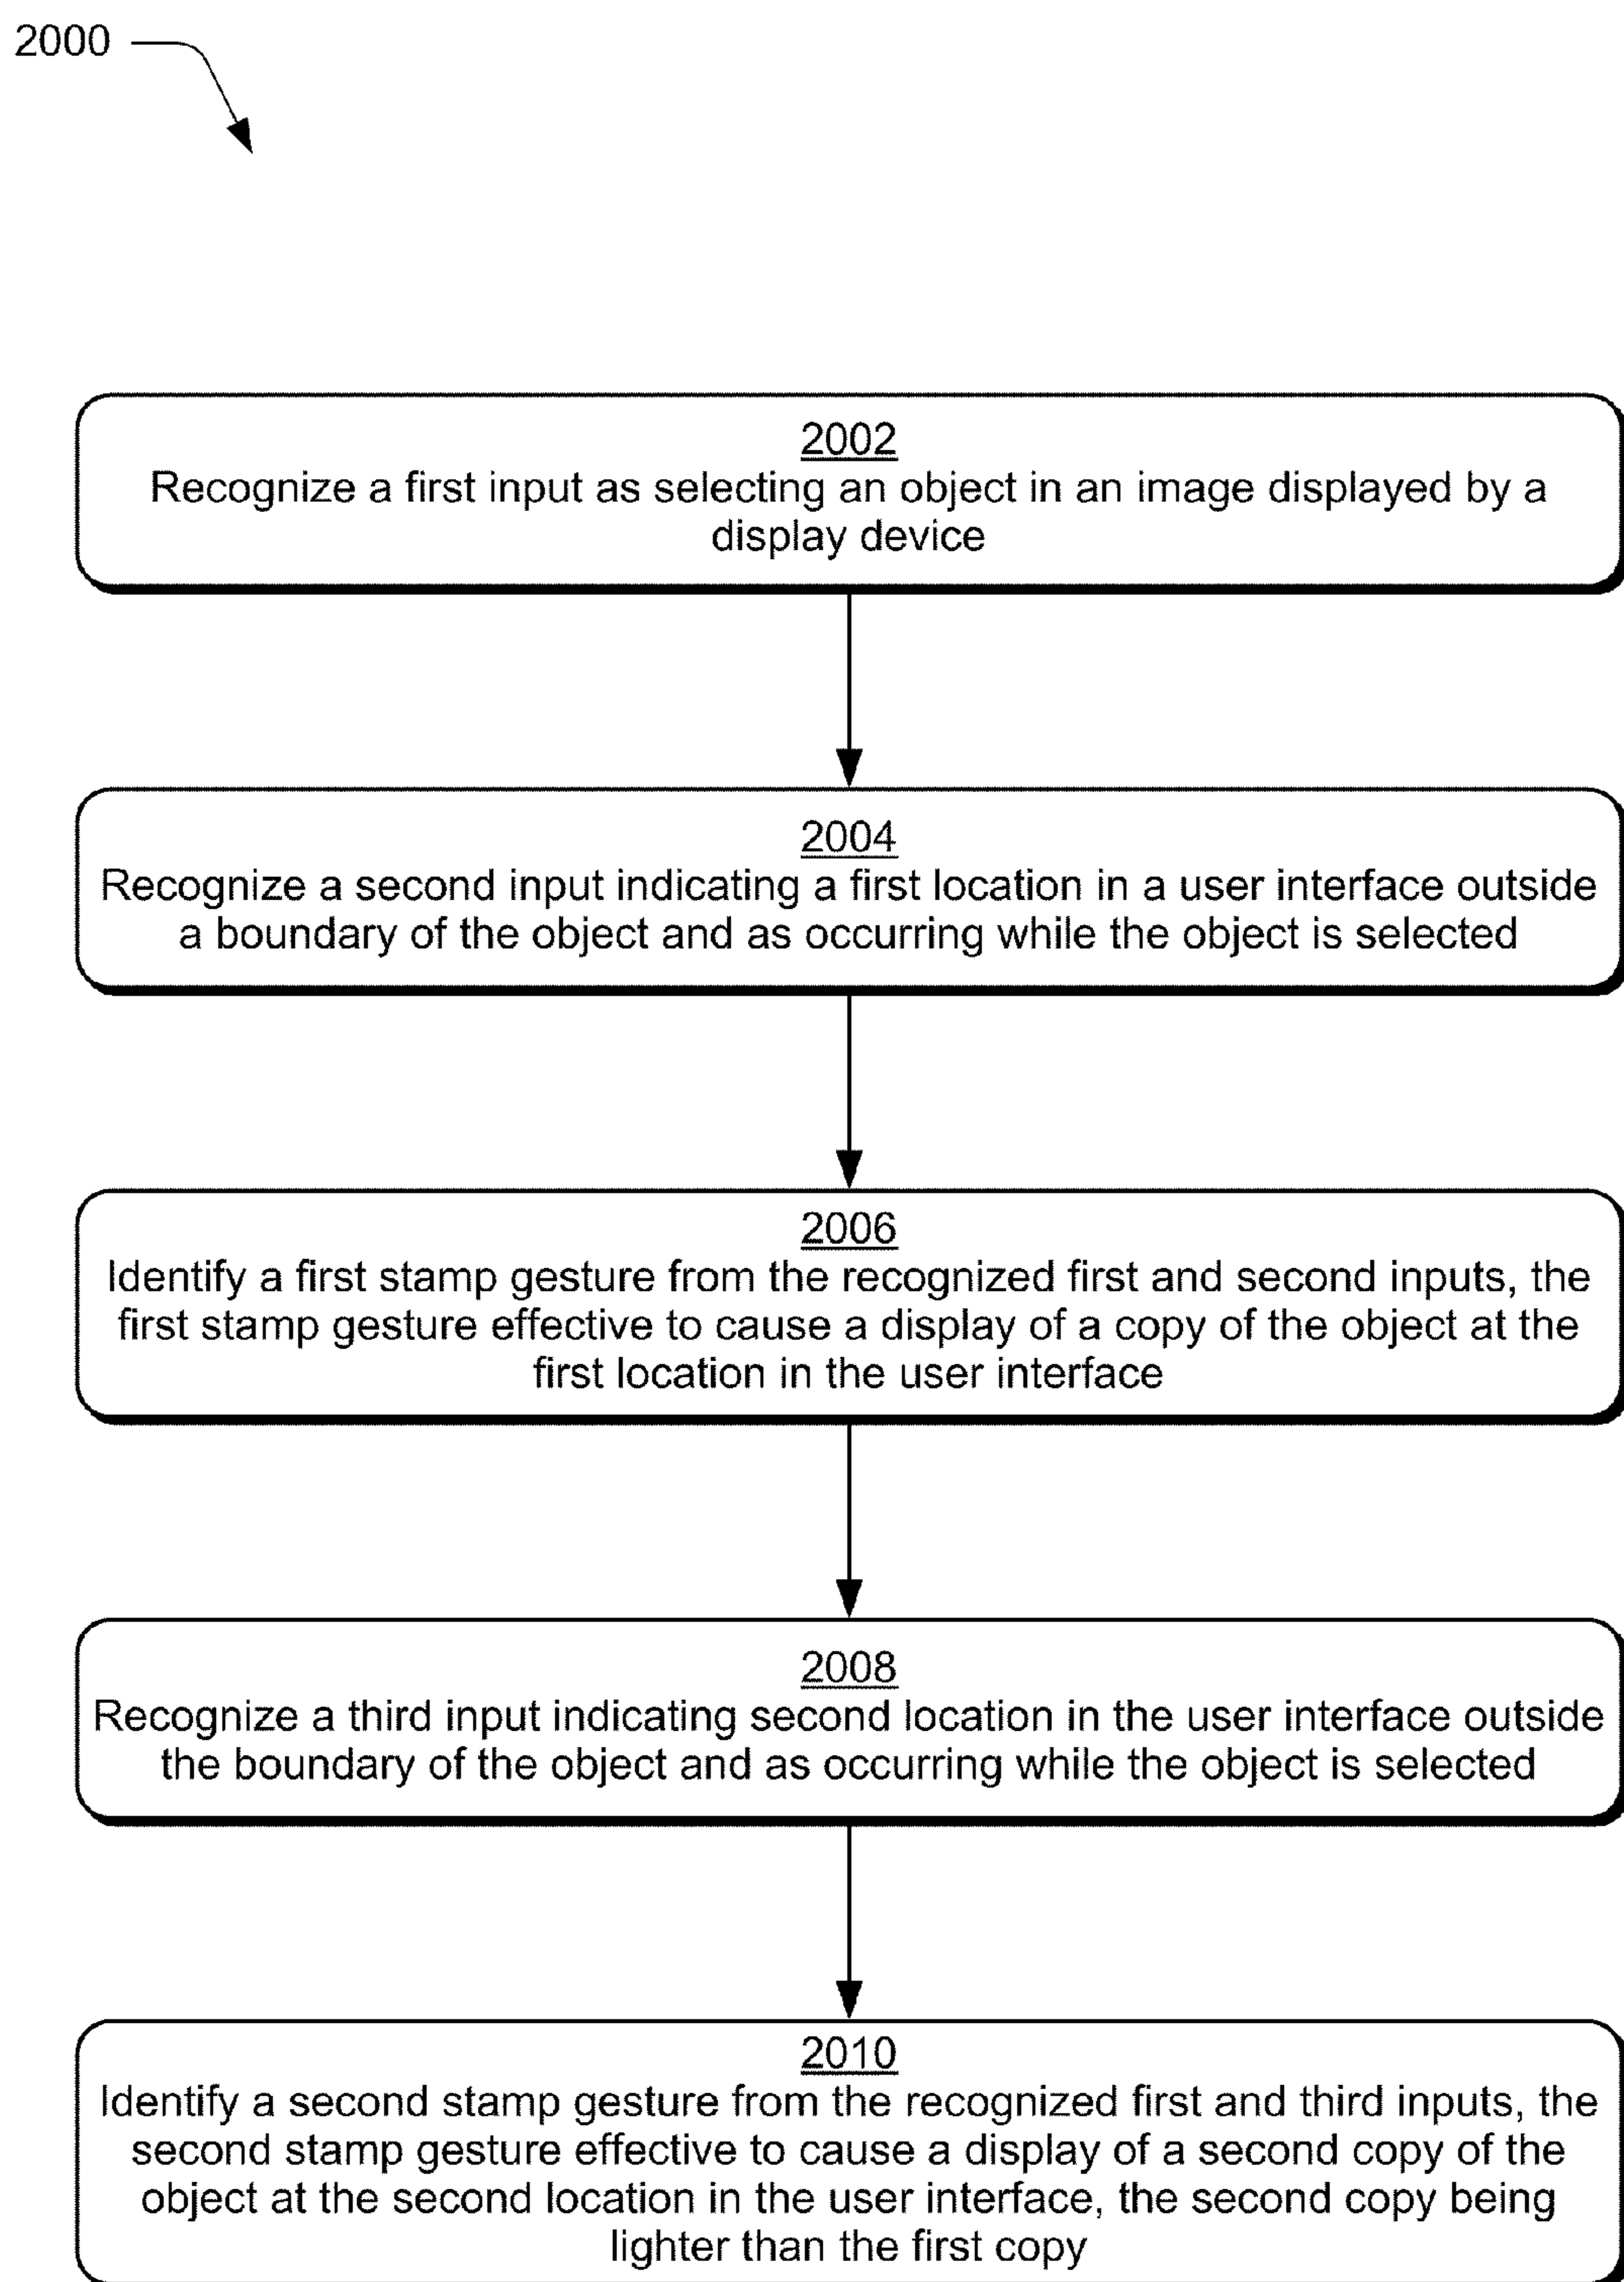 2000
2002
Recognize a first input as selecting an object in an image displayed by a
display device
2004
Recognize a second input indicating a first location in a user interface outside
a boundary of the object and as occurring while the object is selected
2006
Identify a first stamp gesture from the recognized first and second inputs, the
first stamp gesture effective to cause a display of a copy of the object at the
first location in the user interface
2008
Recognize a third input indicating second location in the user interface outside
the boundary of the object and as occurring while the object is selected
2010
Identify a second stamp gesture from the recognized first and third inputs, the
second stamp gesture effective to cause a display of a second copy of the
object at the second location in the user interface, the second copy being
lighter than the first copy